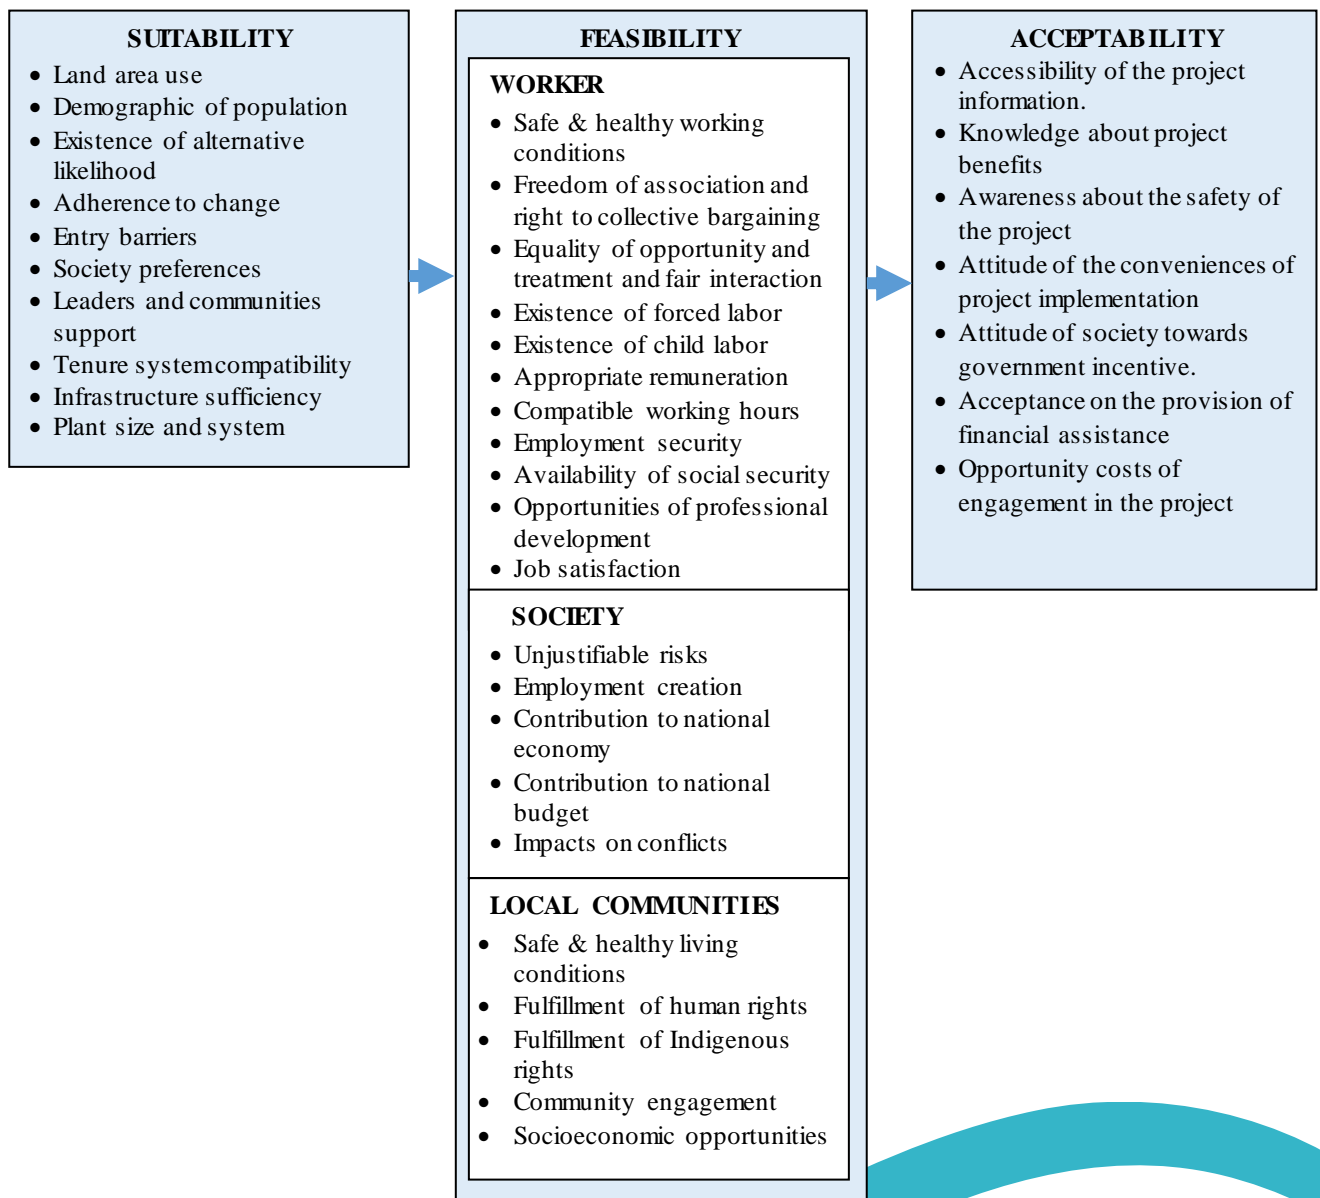 SUITABILITY
• Land area use
• Demographic of population
• Existence of alternative
likelihood
• Adherence to change
• Entry barriers
• Society preferences
• Leaders and communities
support
• Tenure system compatibility
• Infrastructure sufficiency
• Plant size and system
FEASIBILITY
WORKER
• Safe & healthy working
conditions
• Freedom of association and
right to collective bargaining
• Equality of opportunity and
treatment and fair interaction
• Existence of forced labor
• Existence of child labor
• Appropriate remuneration
• Compatible working hours
• Employment security
• Availability of social security
• Opportunities of professional
development
• Job satisfaction
SOCIETY
• Unjustifiable risks
• Employment creation
• Contribution to national
economy
• Contribution to national
budget
• Impacts on conflicts
LOCAL COMMUNITIES
• Safe & healthy living
conditions
• Fulfillment of human rights
• Fulfillment of Indigenous
rights
• Community engagement
• Socioeconomic opportunities
ACCEPTABILITY
• Accessibility of the project
information.
• Knowledge about project
benefits
• Awareness about the safety of
the project
• Attitude of the conveniences of
project implementation
• Attitude of society towards
government incentive.
• Acceptance on the provision of
financial assistance
• Opportunity costs of
engagement in the project